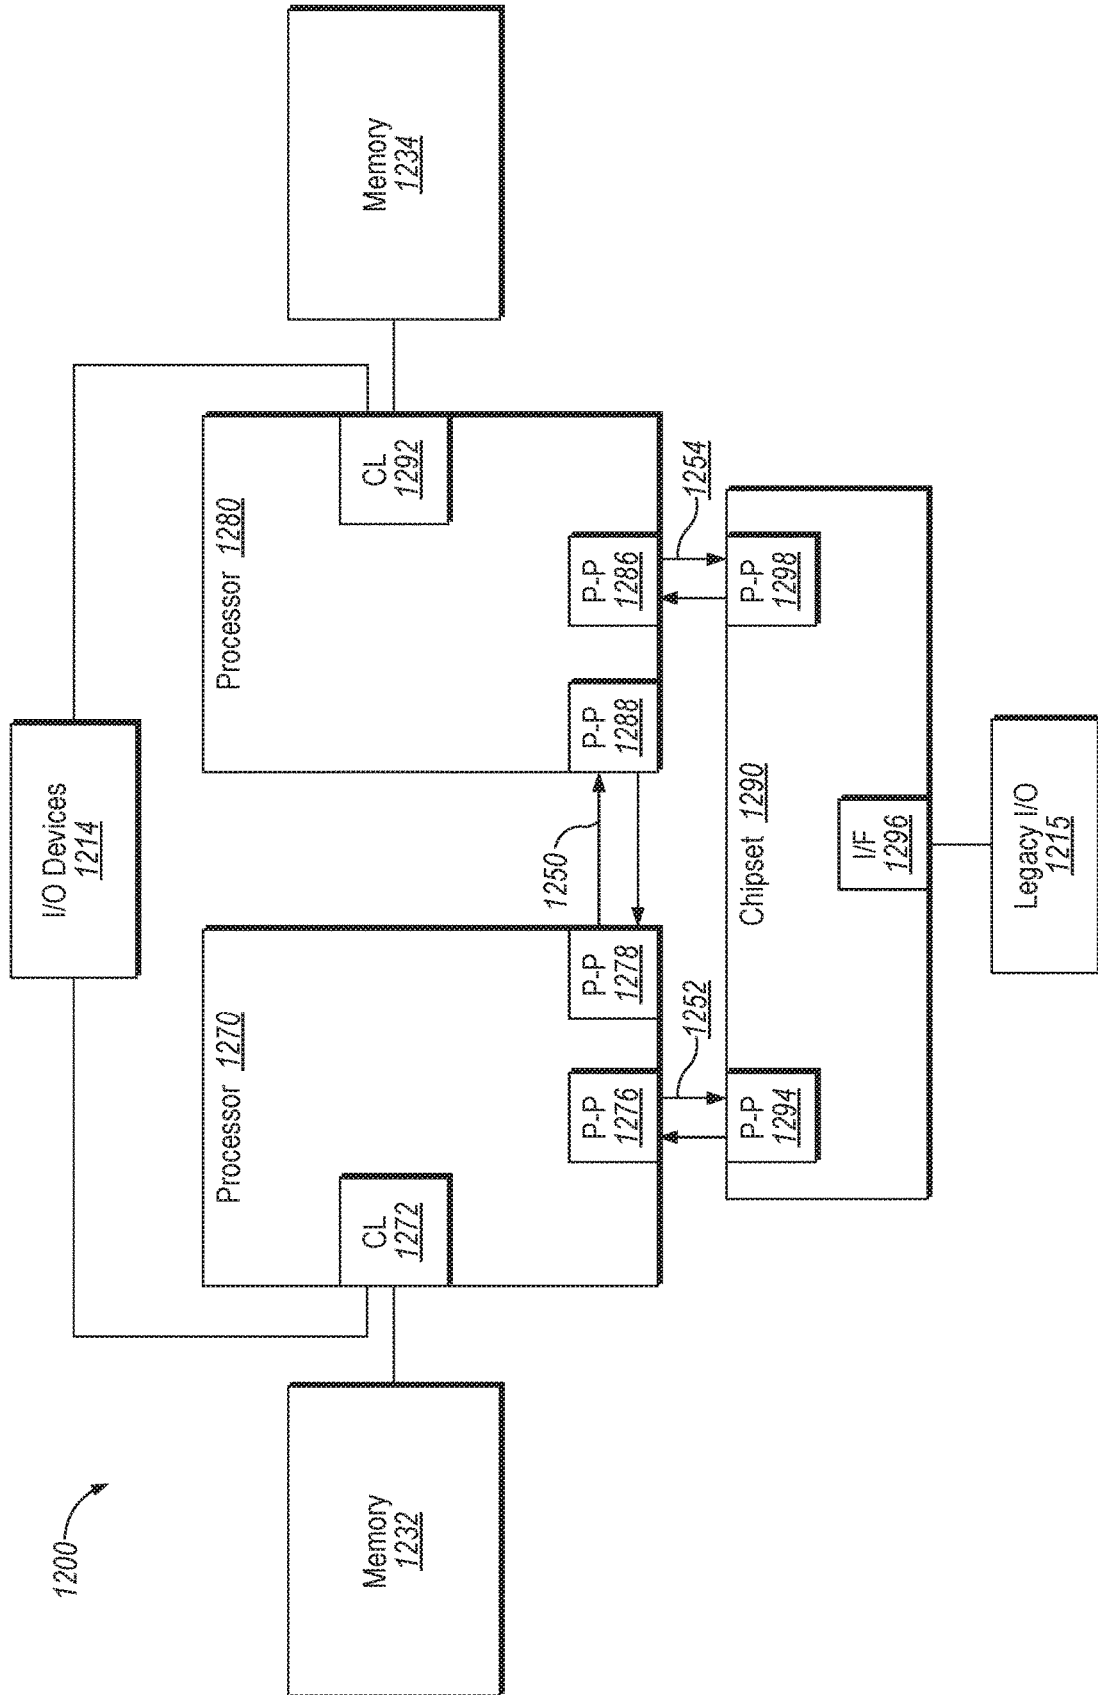 1200
I/O Devices
1214
Memory
1232
Processor 1270
CL
1272
P-P
1276
P-P
1278
1250
Processor 1280
CL
1292
P-P
1288
P-P
1286
Memory
1234
1252
1254
Chipset 1290
P-P
1294
P-P
1298
I/F
1296
Legacy I/O
1215